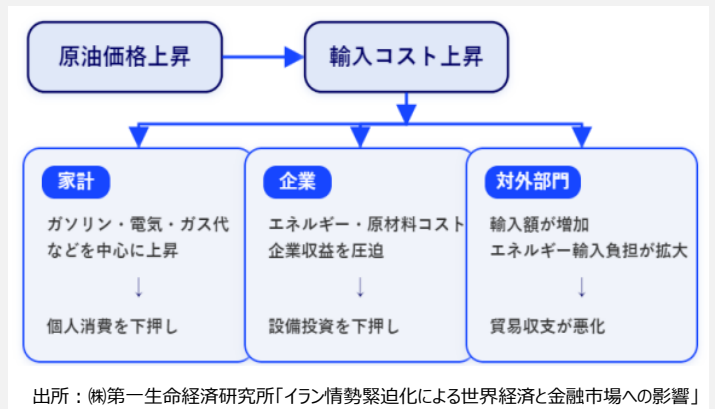 原油価格上昇
輸入コスト上昇
家計
ガソリン・電気・ガス代
などを中心に上昇
↓
個人消費を下押し
企業
エネルギー・原材料コスト
企業収益を圧迫
↓
設備投資を下押し
対外部門
輸入額が増加
エネルギー輸入負担が拡大
↓
貿易収支が悪化
出所：㈱第一生命経済研究所「イラン情勢緊迫化による世界経済と金融市場への影響」